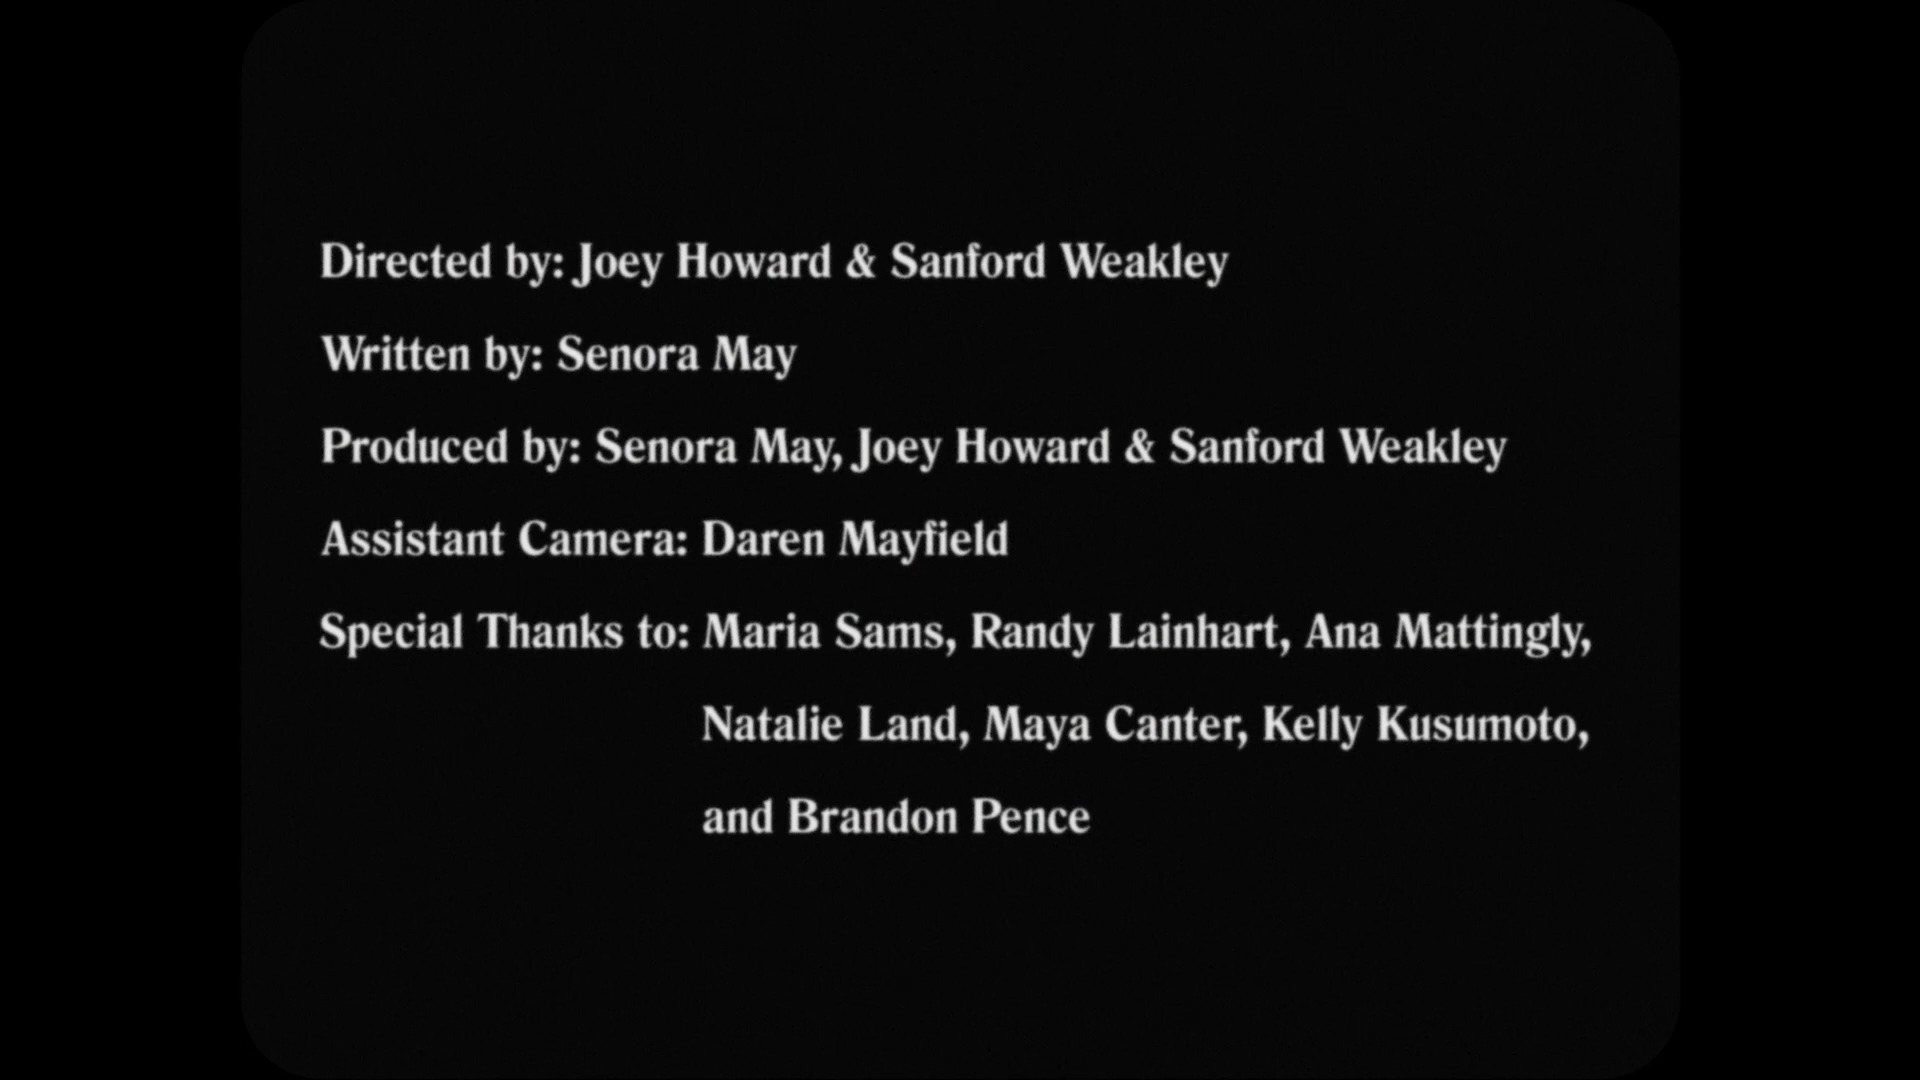 Directed by: Joey Howard & Sanford Weakley
Written by: Senora May
Produced by: Senora May, Joey Howard & Sanford Weakley
Assistant Camera: Daren Mayfield
Special Thanks to: Maria Sams, Randy Lainhart, Ana Mattingly,
Natalie Land, Maya Canter, Kelly Kusumoto,
and Brandon Pence